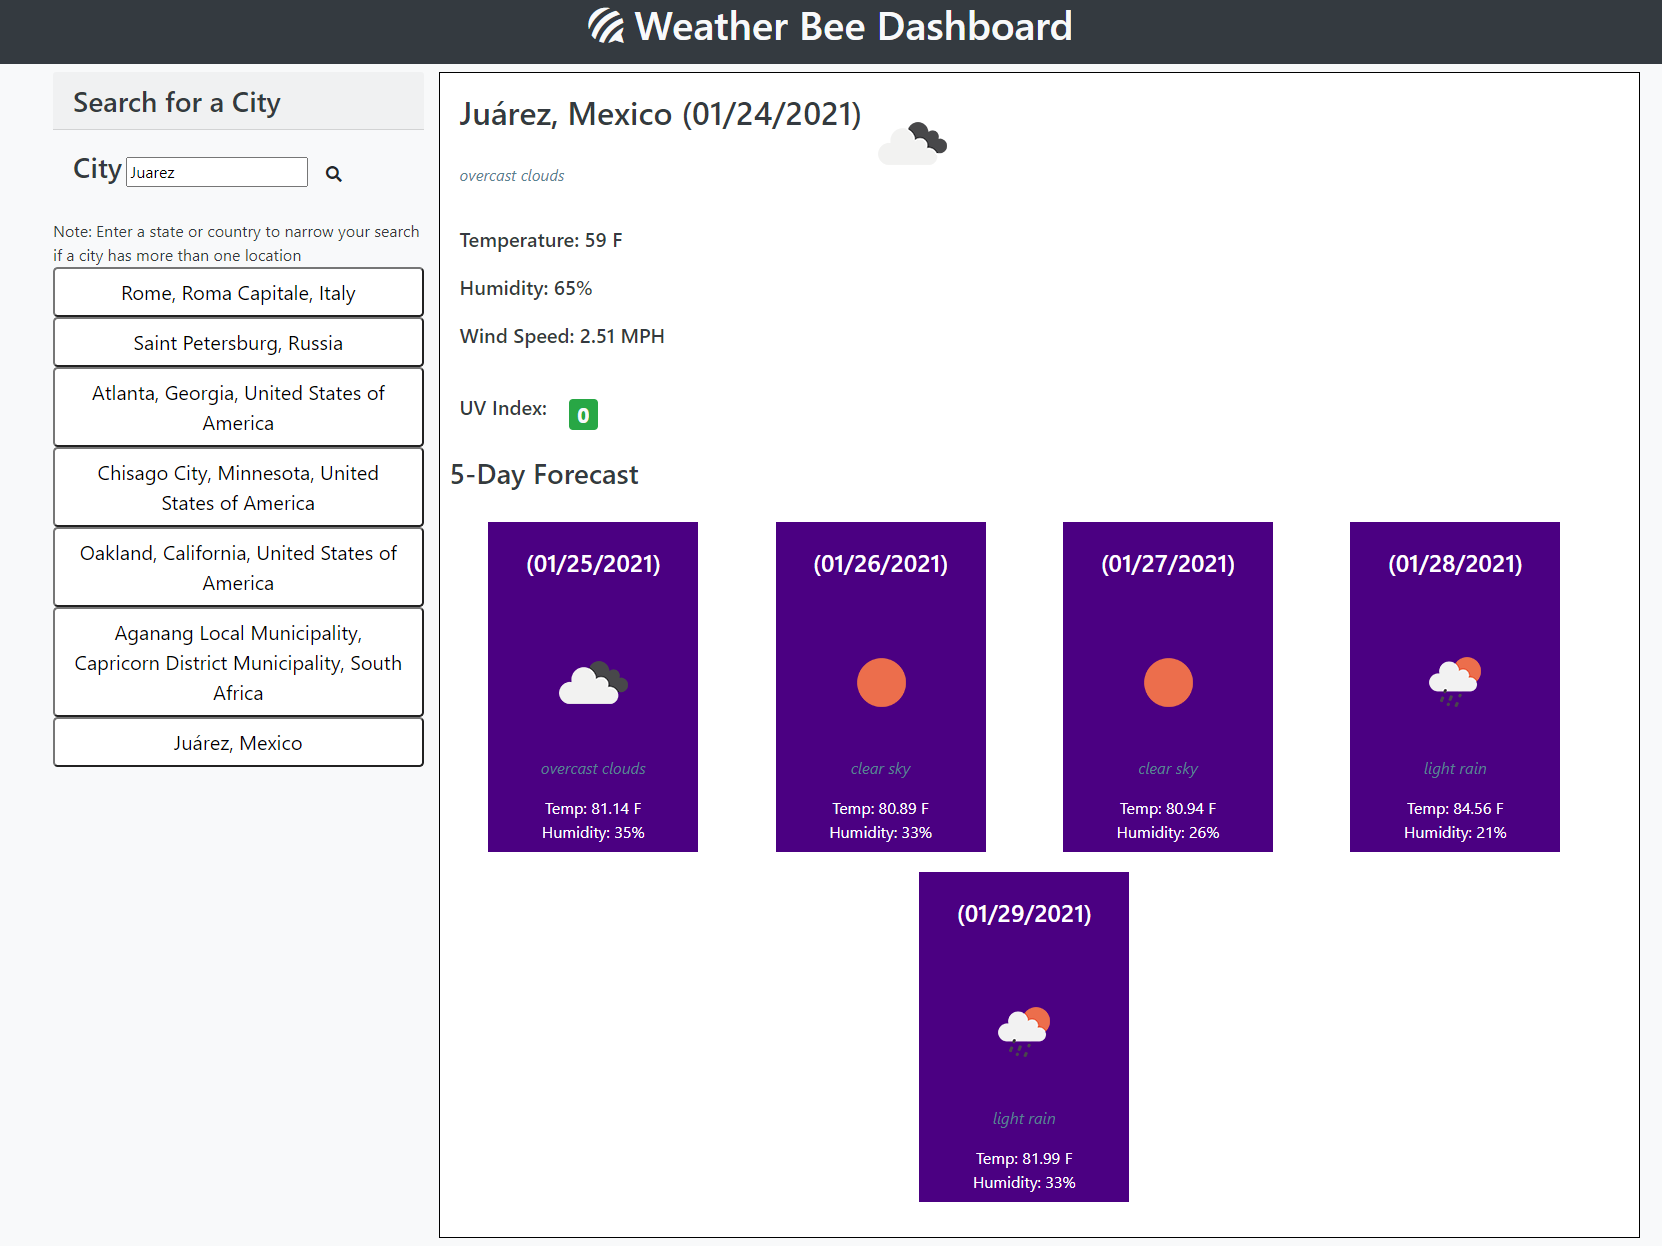 Weather Bee Dashboard
Search for a City
City Juarez
Note: Enter a state or country to narrow your search
if a city has more than one location
Rome, Roma Capitale, Italy
Saint Petersburg, Russia
Atlanta, Georgia, United States of
America
Chisago City, Minnesota, United
States of America
Oakland, California, United States of
America
Aganang Local Municipality,
Capricorn District Municipality, South
Africa
Juárez, Mexico
Juárez, Mexico (01/24/2021)
overcast clouds
Temperature: 59 F
Humidity: 65%
Wind Speed: 2.51 MPH
UV Index: 0
5-Day Forecast
(01/25/2021)
overcast clouds
Temp: 81.14 F
Humidity: 35%
(01/26/2021)
clear sky
Temp: 80.89 F
Humidity: 33%
(01/27/2021)
clear sky
Temp: 80.94 F
Humidity: 26%
(01/28/2021)
light rain
Temp: 84.56 F
Humidity: 21%
(01/29/2021)
light rain
Temp: 81.99 F
Humidity: 33%